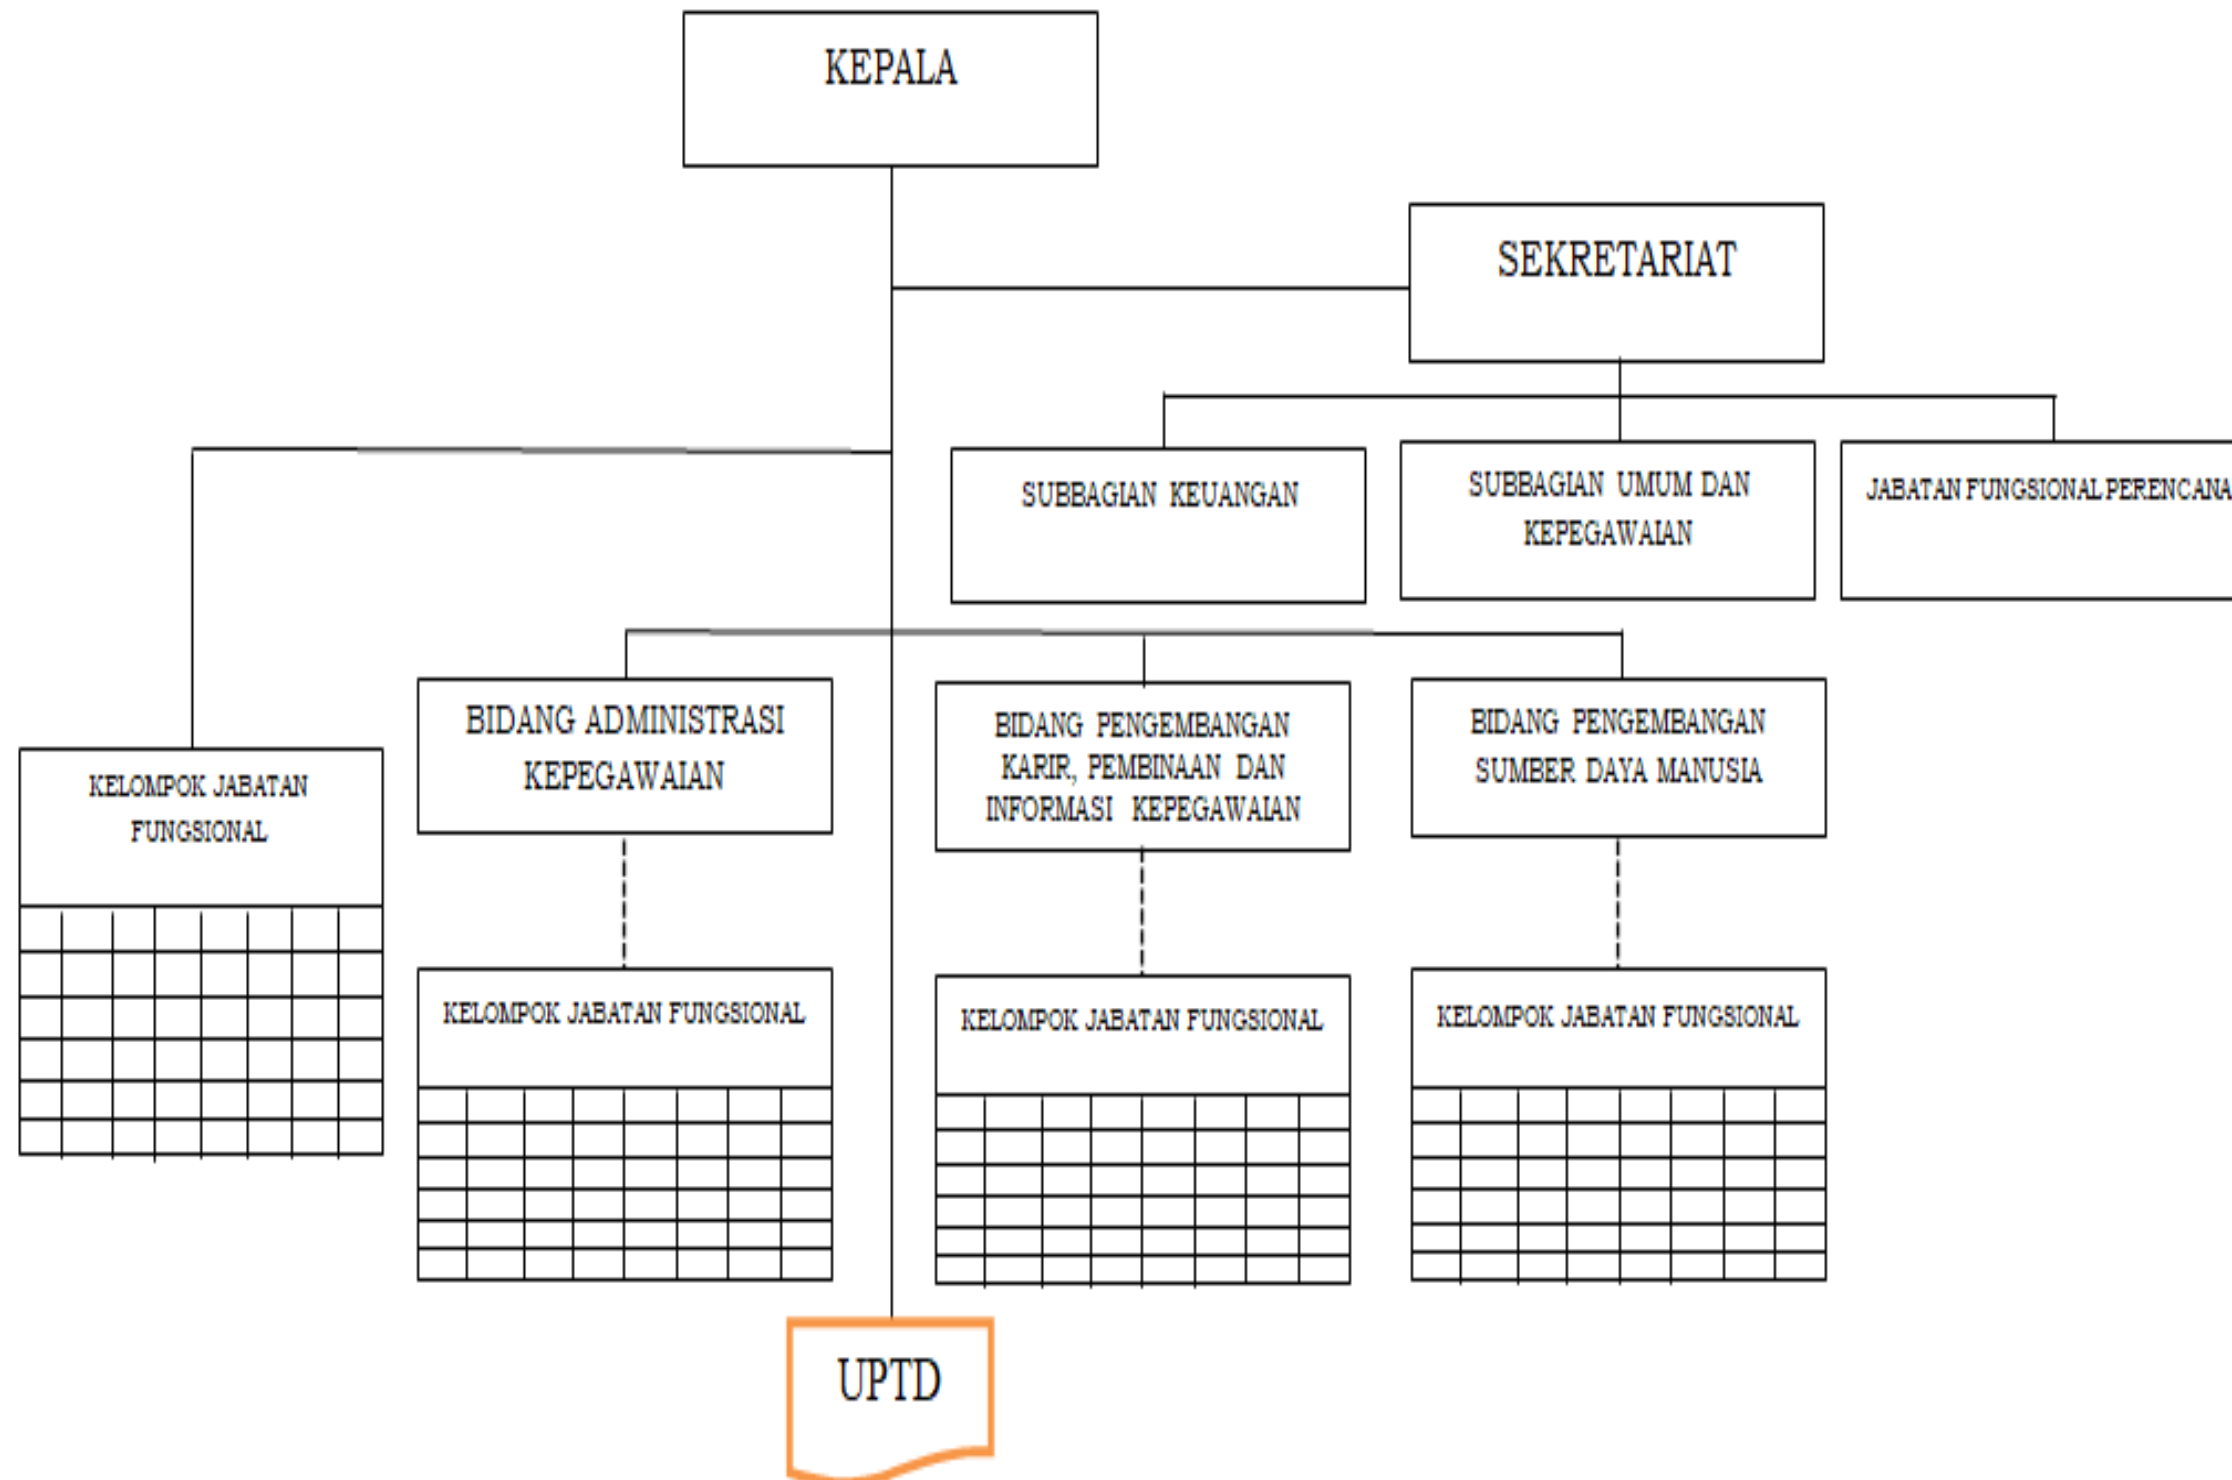 KEPALA
SEKRETARIAT
SUBBAGIAN KEUANGAN
SUBBAGIAN UMUM DAN
KEPEGAWAIAN
JABATAN FUNGSIONAL PERENCANA
BIDANG ADMINISTRASI
KEPEGAWAIAN
BIDANG PENGEMBANGAN
KARIR, PEMBINAAN DAN
INFORMASI KEPEGAWAIAN
BIDANG PENGEMBANGAN
SUMBER DAYA MANUSIA
KELOMPOK JABATAN
FUNGSIONAL
KELOMPOK JABATAN FUNGSIONAL
KELOMPOK JABATAN FUNGSIONAL
KELOMPOK JABATAN FUNGSIONAL
UPTD